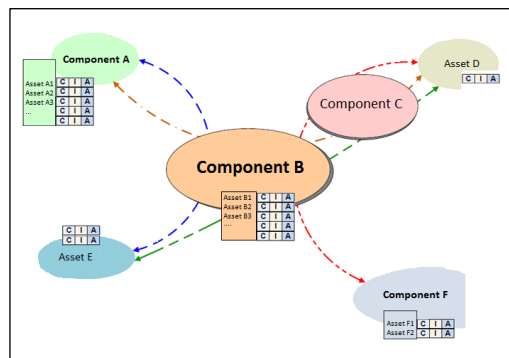 Component A
Asset A1 C I A
Asset A2 C I A
Asset A3 C I A
... C I A
C I A
Asset D
C I A
Component C
Component B
Asset B1 C I A
Asset B2 C I A
Asset B3 C I A
.... C I A
C I A
C I A
C I A
Asset E
Component F
Asset F1 C I A
Asset F2 C I A